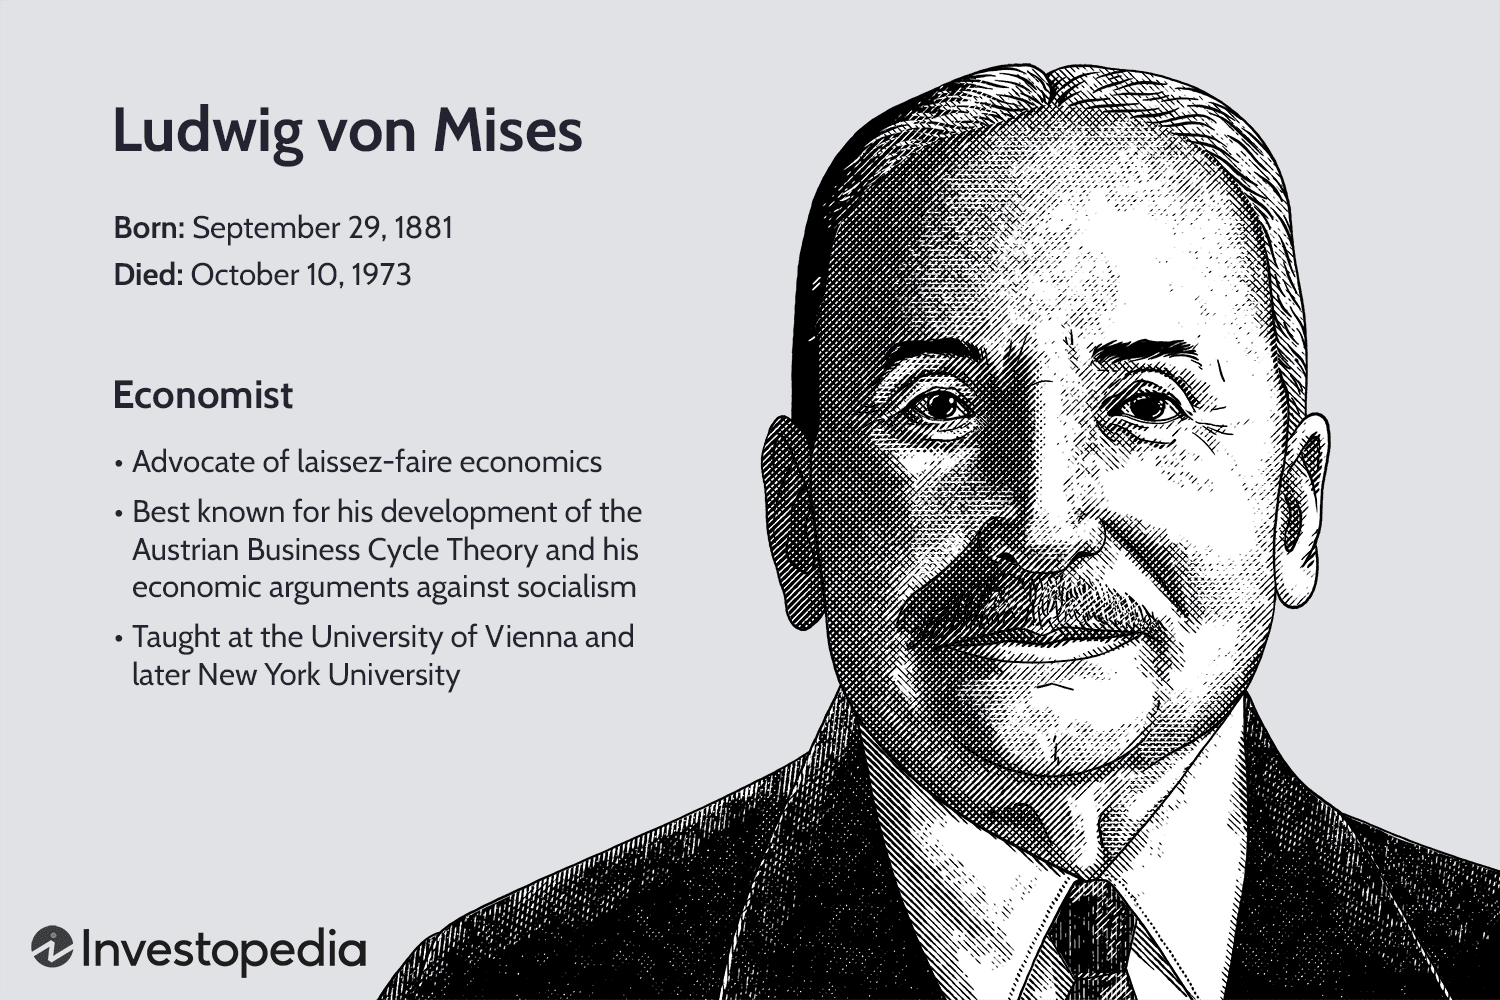 Ludwig von Mises
Born: September 29, 1881
Died: October 10, 1973
Economist
• Advocate of laissez-faire economics
• Best known for his development of the
Austrian Business Cycle Theory and his
economic arguments against socialism
• Taught at the University of Vienna and
later New York University
Investopedia